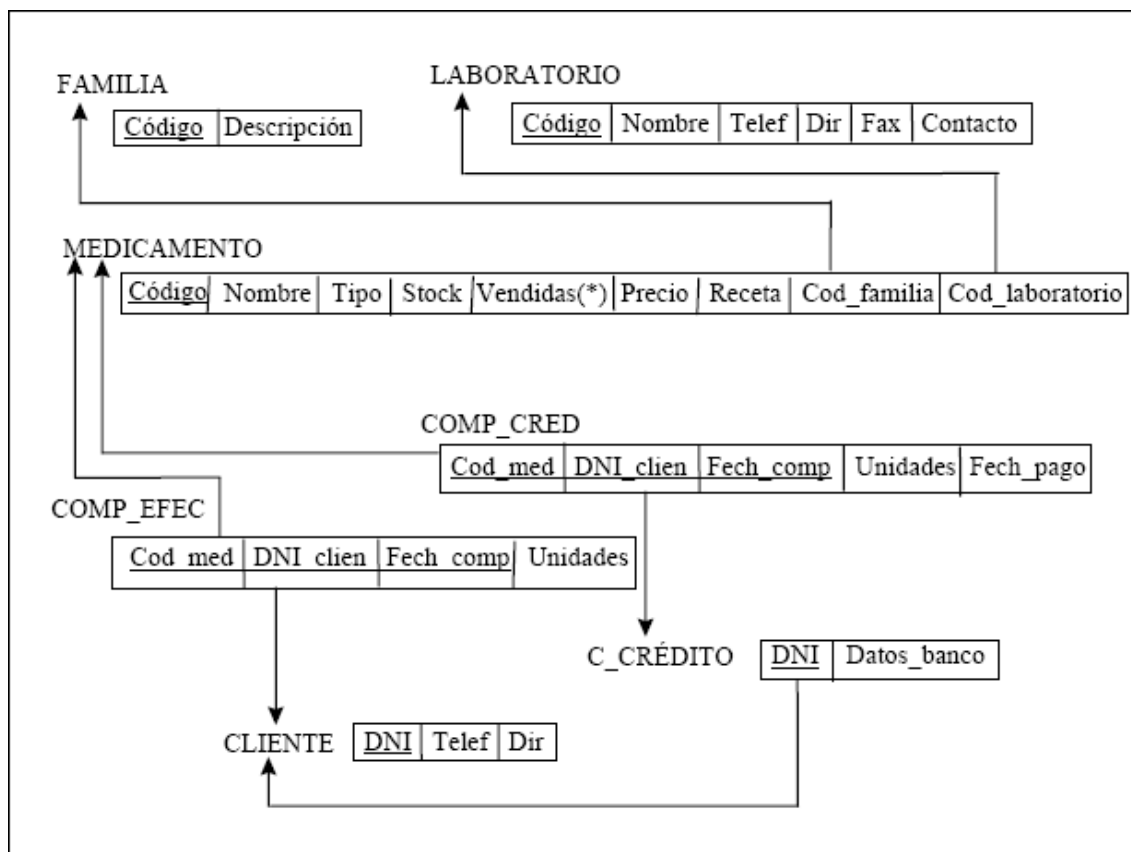 FAMILIA
LABORATORIO
Código Descripción
Código Nombre Telef Dir Fax Contacto
MEDICAMENTO
Código Nombre Tipo Stock Vendidas(*) Precio Receta Cod_familia Cod_laboratorio
COMP_CRED
Cod_med DNI_clien Fech_comp Unidades Fech_pago
COMP_EFEC
Cod_med DNI_clien Fech_comp Unidades
C_CRÉDITO DNI Datos_banco
CLIENTE DNI Telef Dir